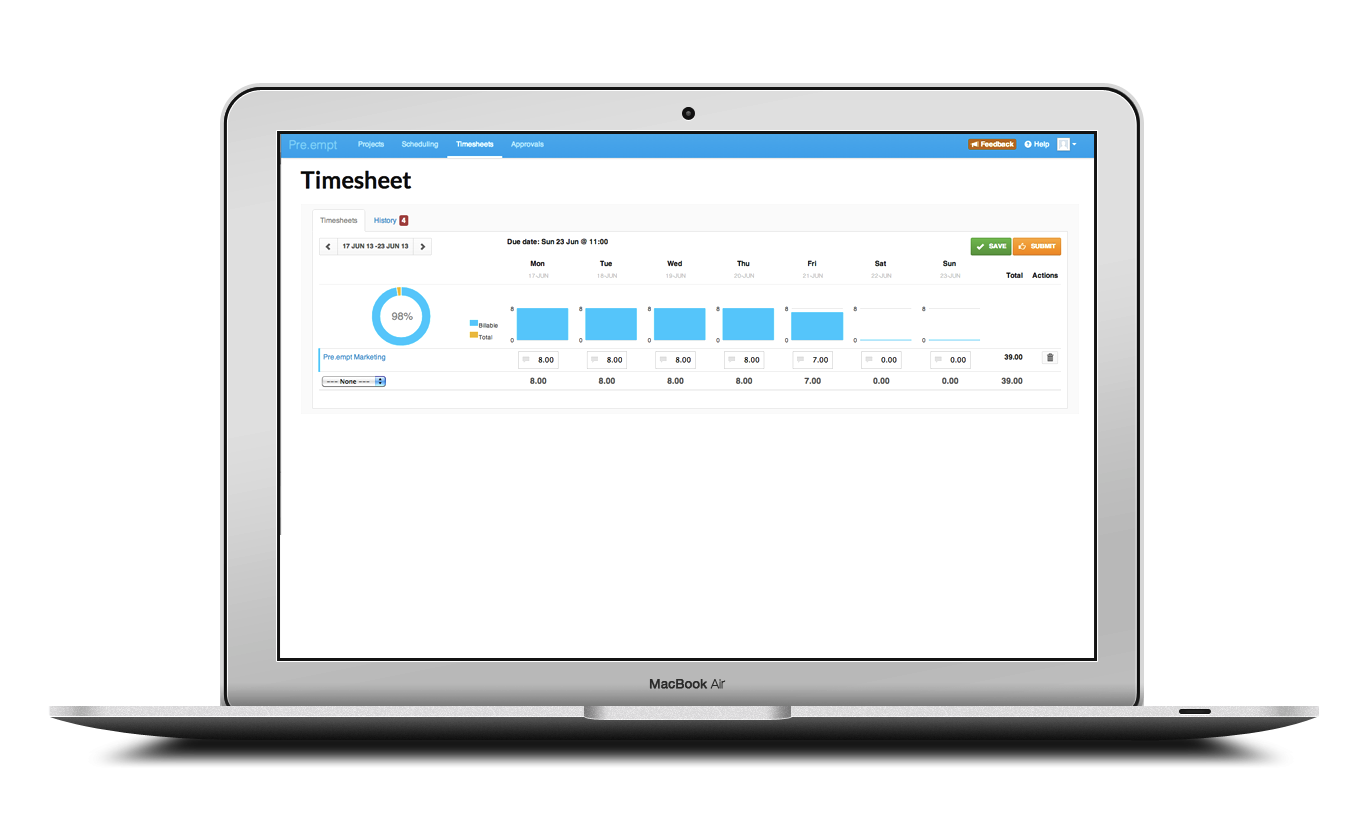 Pre.empt Projects Scheduling Timesheets Approvals Feedback Help
Timesheet
Timesheets History 4
17 JUN 13 -23 JUN 13 Due date: Sun 23 Jun @ 11:00 SAVE SUBMIT
Mon Tue Wed Thu Fri Sat Sun
17-JUN 18-JUN 19-JUN 20-JUN 21-JUN 22-JUN 23-JUN Total Actions
8 8 8 8 8 8 8
98%
Billable
Total
0 0 0 0 0 0 0
Pre.empt Marketing 8.00 8.00 8.00 8.00 7.00 0.00 0.00 39.00
--- None --- 8.00 8.00 8.00 8.00 7.00 0.00 0.00 39.00
MacBook Air